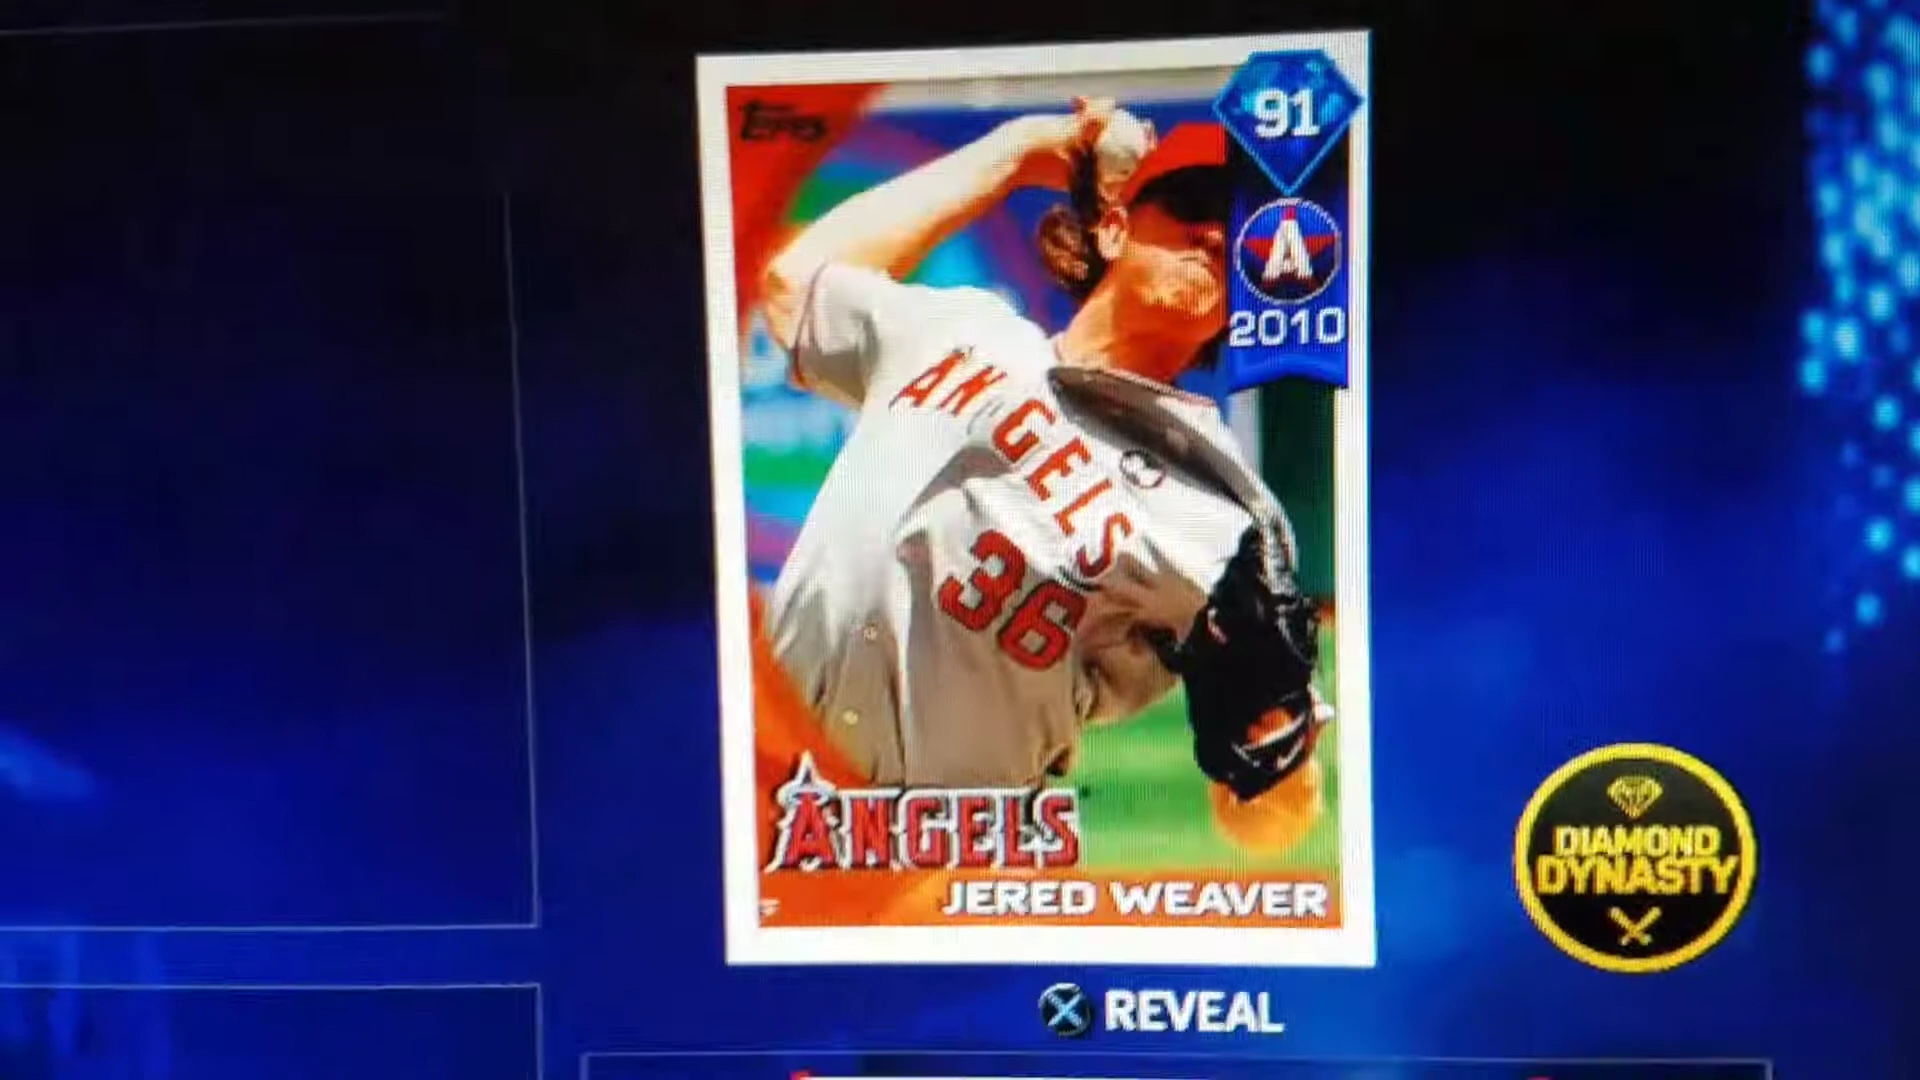 Topps
91
A
2010
ANGELS
36
ANGELS
JERED WEAVER
DIAMOND
DYNASTY
REVEAL